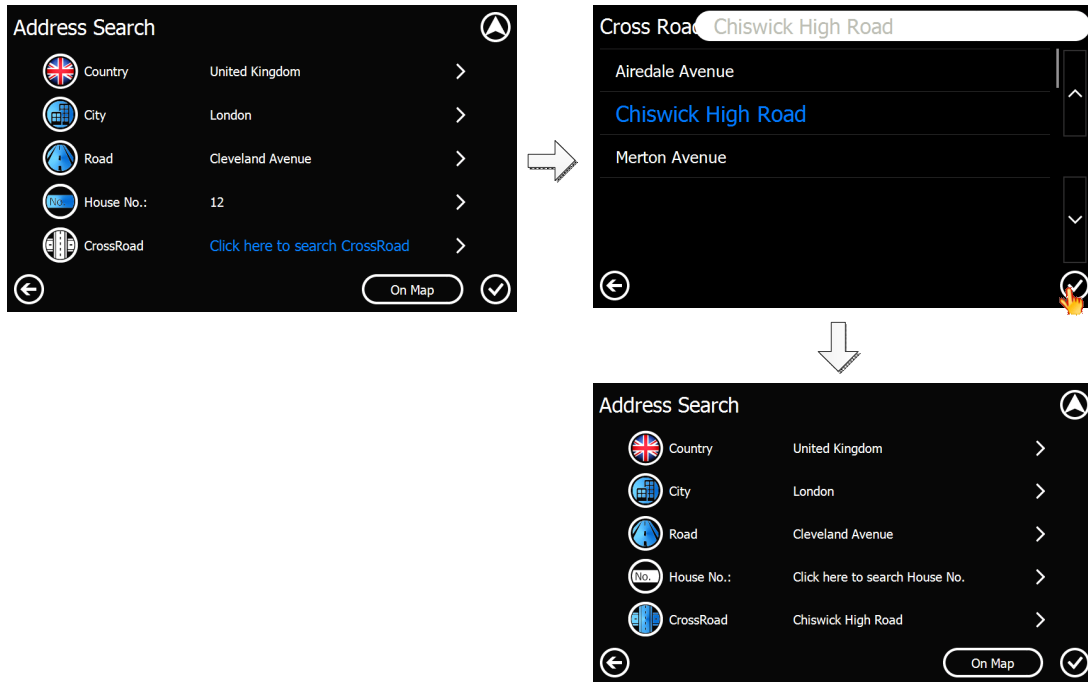 Address Search
Country United Kingdom
City London
Road Cleveland Avenue
No. House No.: 12
CrossRoad Click here to search CrossRoad
On Map
Cross Road Chiswick High Road
Airedale Avenue
Chiswick High Road
Merton Avenue
Address Search
Country United Kingdom
City London
Road Cleveland Avenue
No. House No.: Click here to search House No.
CrossRoad Chiswick High Road
On Map